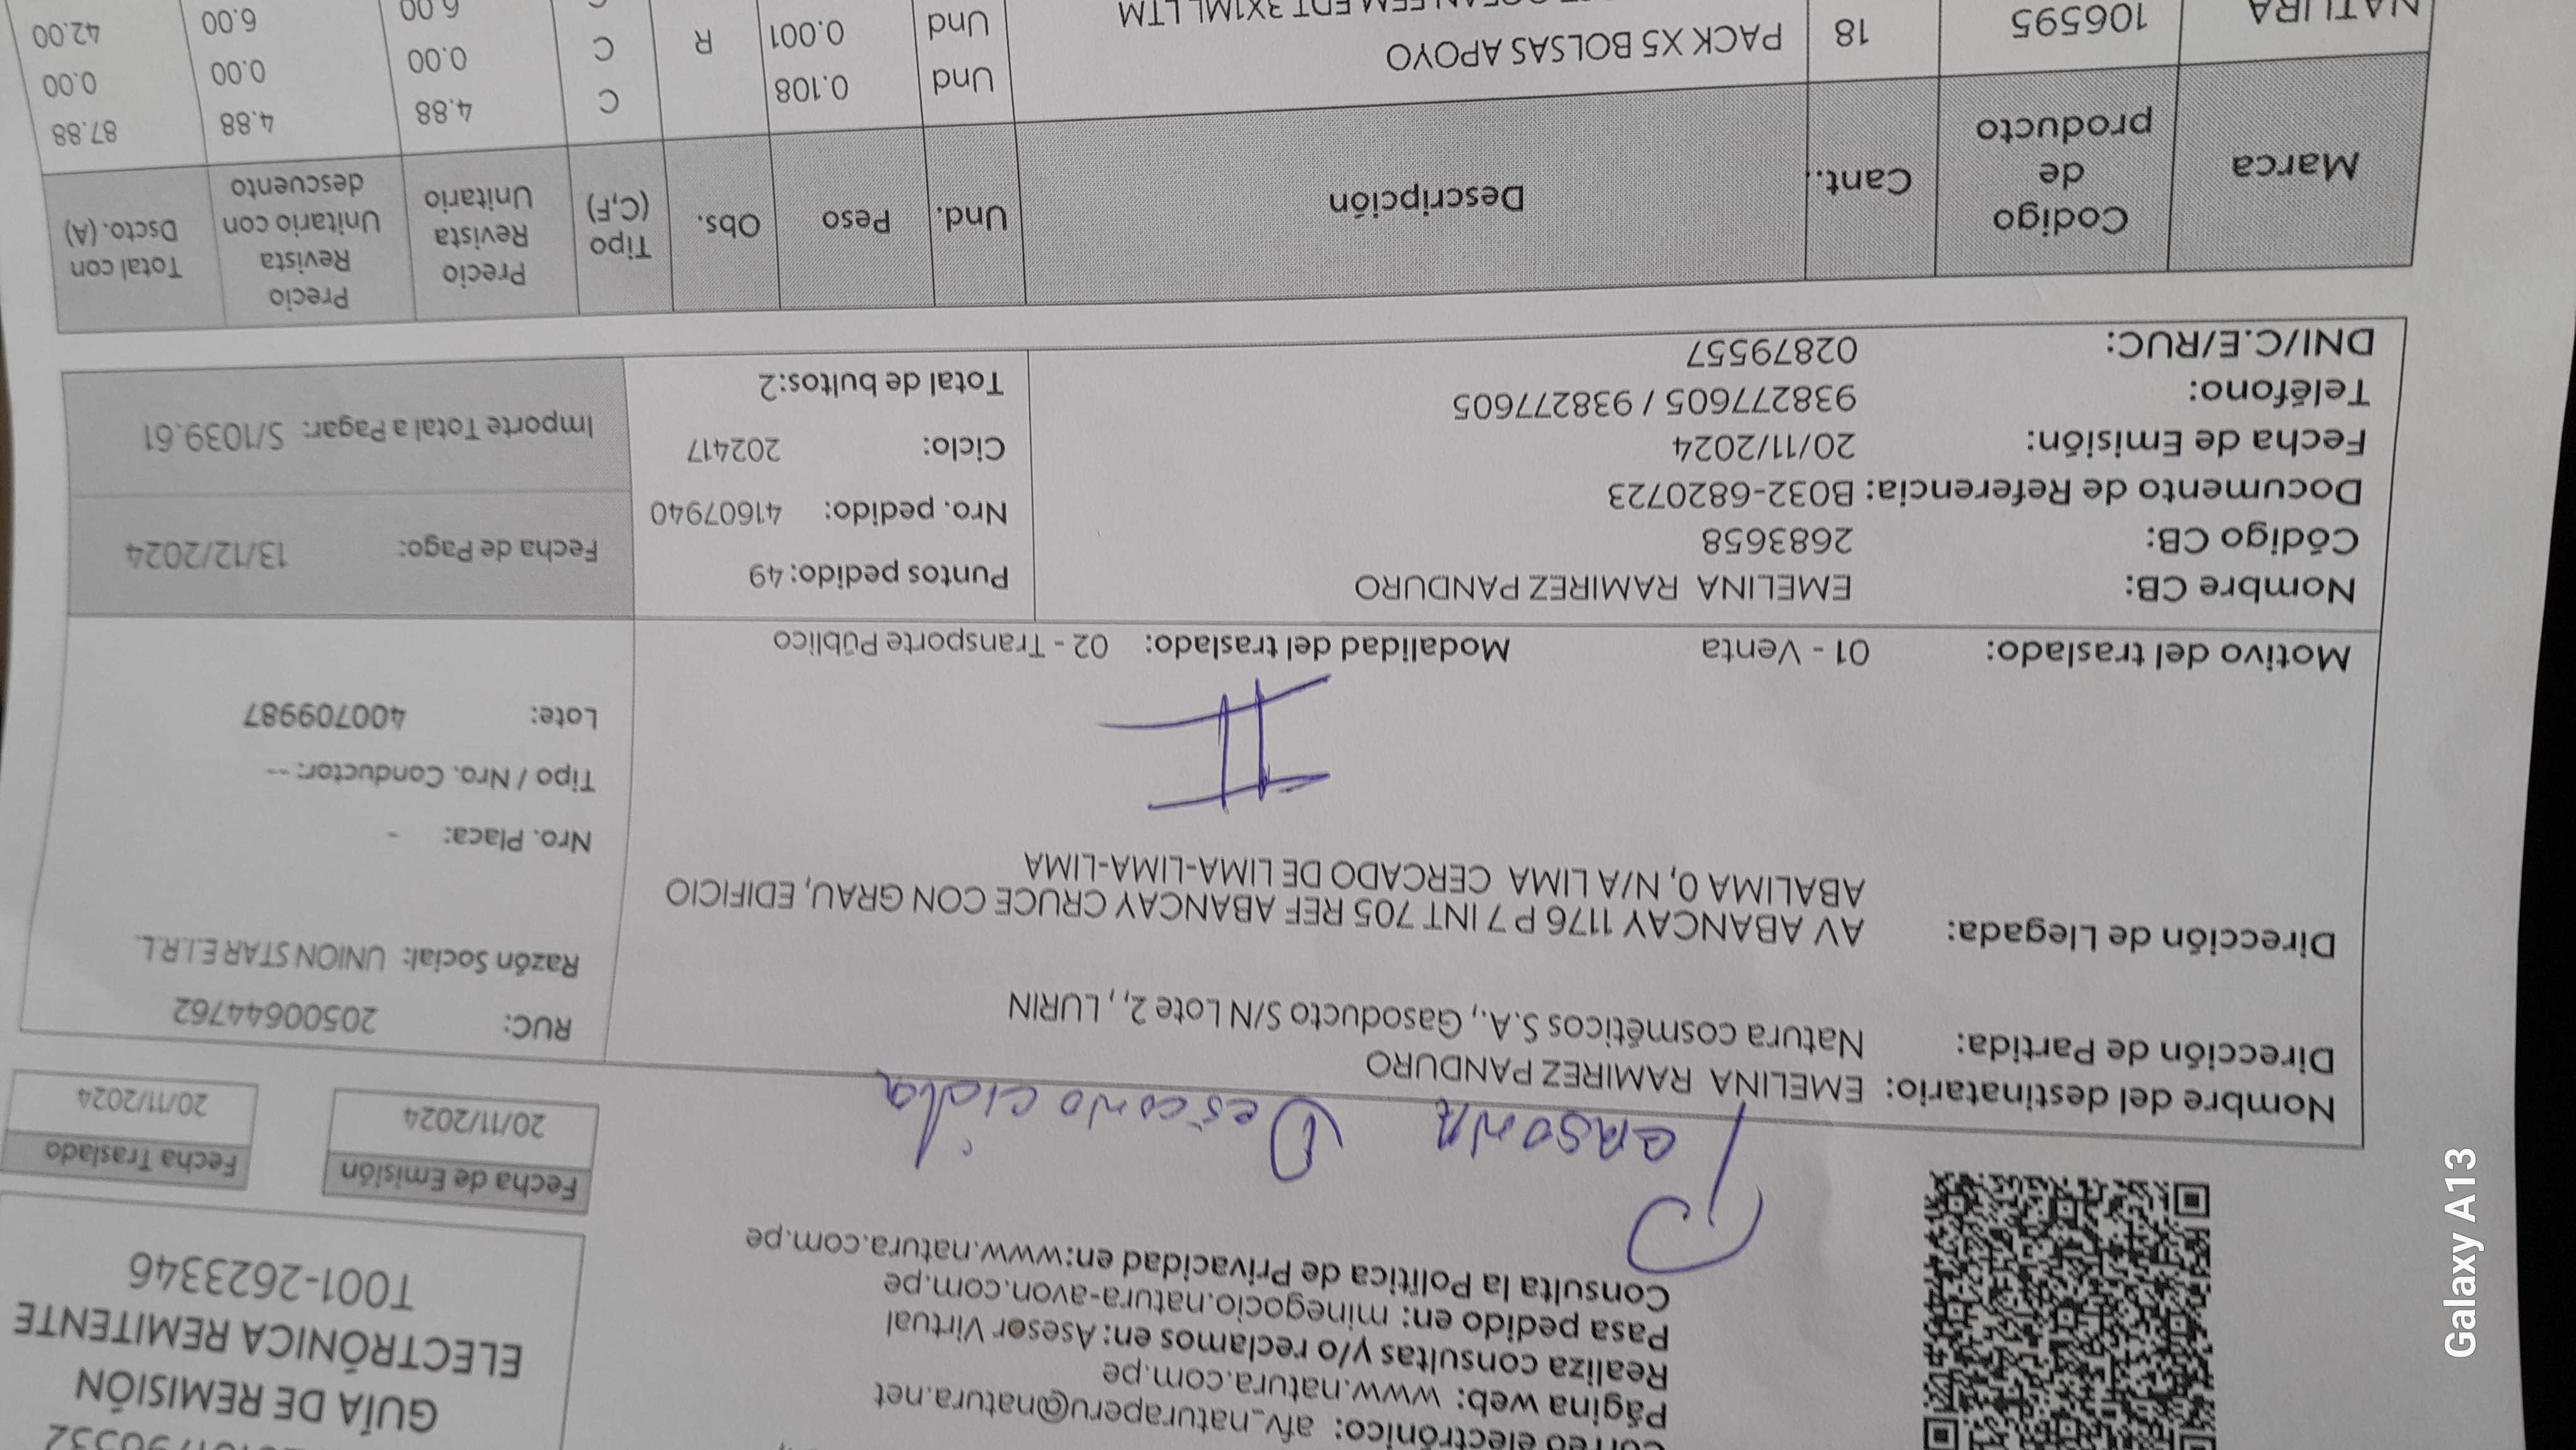 GUÍA DE REMISIÓN
ELECTRÓNICA REMITENTE
T001-2623346
afv_naturaperu@natura.net
Página web: www.natura.com.pe
Realiza consultas y/o reclamos en: Asesor Virtual
Pasa pedido en: minegocio.natura-avon.com.pe
Consulta la Política de Privacidad en:www.natura.com.pe
Persona Desconocida
Fecha de Emisión
20/11/2024
Fecha Traslado
20/11/2024
Nombre del destinatario: EMELINA RAMIREZ PANDURO
Dirección de Partida: Natura cosméticos S.A., Gasoducto S/N Lote 2, , LURIN
Dirección de Llegada: AV ABANCAY 1176 P 7 INT 705 REF ABANCAY CRUCE CON GRAU, EDIFICIO
ABALIMA 0, N/A LIMA CERCADO DE LIMA-LIMA-LIMA
II
RUC: 20500644762
Razón Social: UNION STAR E.I.R.L.
Nro. Placa: -
Tipo / Nro. Conductor: --
Lote: 400709987
Motivo del traslado: 01 - Venta Modalidad del traslado: 02 - Transporte Público
Nombre CB: EMELINA RAMIREZ PANDURO
Código CB: 2683658
Documento de Referencia: B032-6820723
Fecha de Emisión: 20/11/2024
Teléfono: 938277605 / 938277605
DNI/C.E/RUC: 02879557
Puntos pedido: 49
Nro. pedido: 41607940
Ciclo: 202417
Total de bultos:2
Fecha de Pago: 13/12/2024
Importe Total a Pagar: S/1039.61
Marca
Codigo
de
producto
Cant.
Descripción
Und.
Peso
Obs.
Tipo
(C,F)
Precio
Revista
Unitario
Precio
Revista
Unitario con
descuento
Total con
Dscto. (A)
NATURA 106595 18 PACK X5 BOLSAS APOYO Und 0.108 C 4.88 4.88 87.88
FEM EDT 3X1ML LTM Und 0.001 R C 0.00 0.00 0.00
6.00 6.00 42.00
Galaxy A13